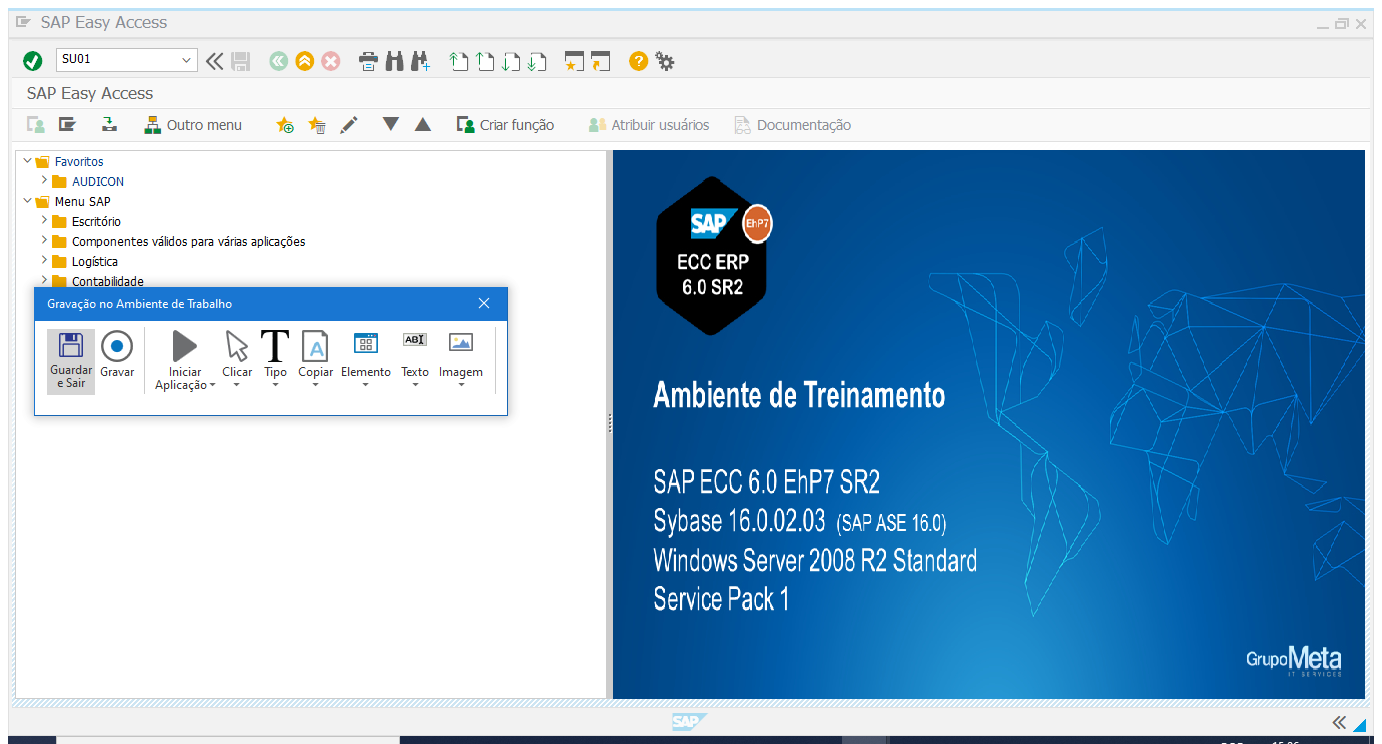 SAP Easy Access
SU01
SAP Easy Access
Outro menu
Criar função
Atribuir usuários
Documentação
Favoritos
AUDICON
Menu SAP
Escritório
Componentes válidos para várias aplicações
Logística
Contabilidade
Gravação no Ambiente de Trabalho
Guardar
e Sair
Gravar
Iniciar
Aplicação
Clicar
T
Tipo
A
Copiar
Elemento
ABI
Texto
Imagem
SAP
EhP7
ECC ERP
6.0 SR2
Ambiente de Treinamento
SAP ECC 6.0 EhP7 SR2
Sybase 16.0.02.03 (SAP ASE 16.0)
Windows Server 2008 R2 Standard
Service Pack 1
GrupoMeta
IT SERVICES
SAP